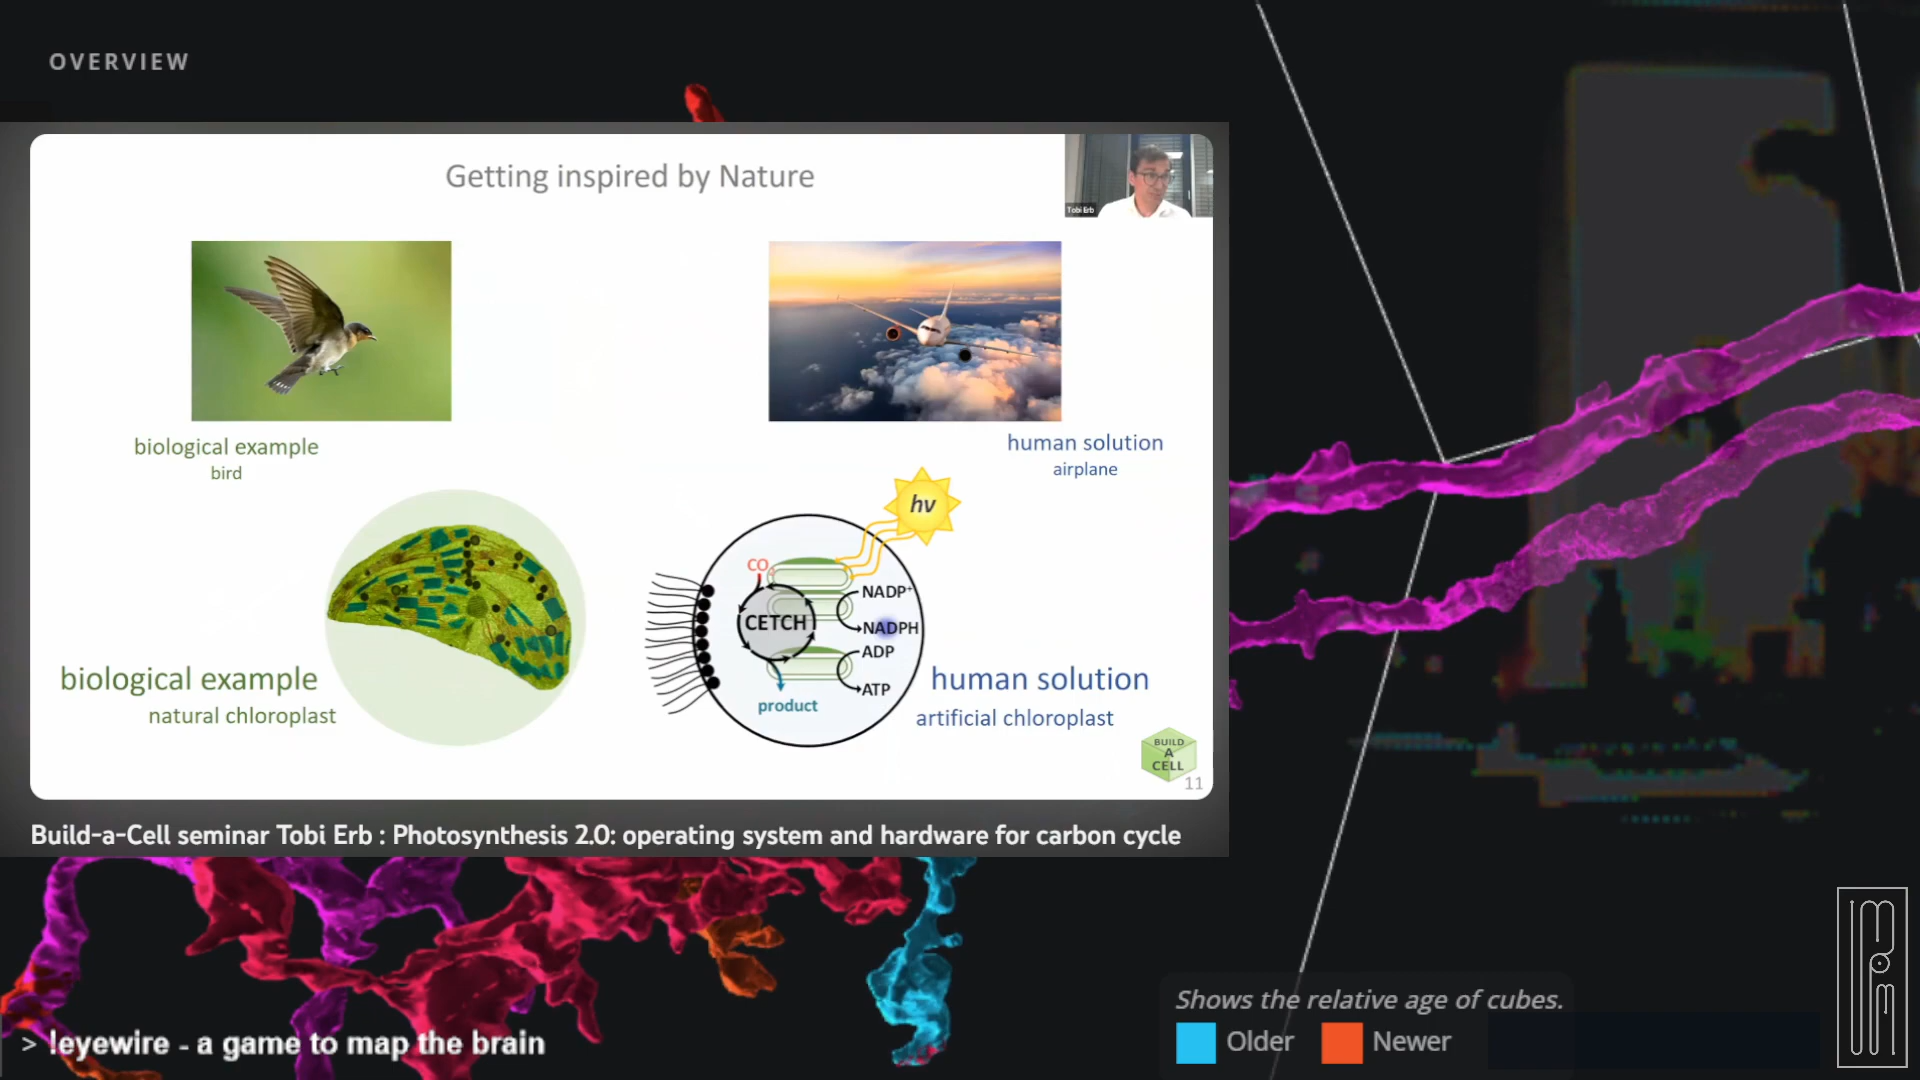 OVERVIEW
Getting inspired by Nature
Tobi Erb
biological example
bird
human solution
airplane
hv
CO₂
NADP⁺
CETCH
NADPH
ADP
ATP
product
biological example
natural chloroplast
human solution
artificial chloroplast
BUILD
A
CELL
11
Build-a-Cell seminar Tobi Erb : Photosynthesis 2.0: operating system and hardware for carbon cycle
Shows the relative age of cubes.
Older
Newer
> !eyewire - a game to map the brain